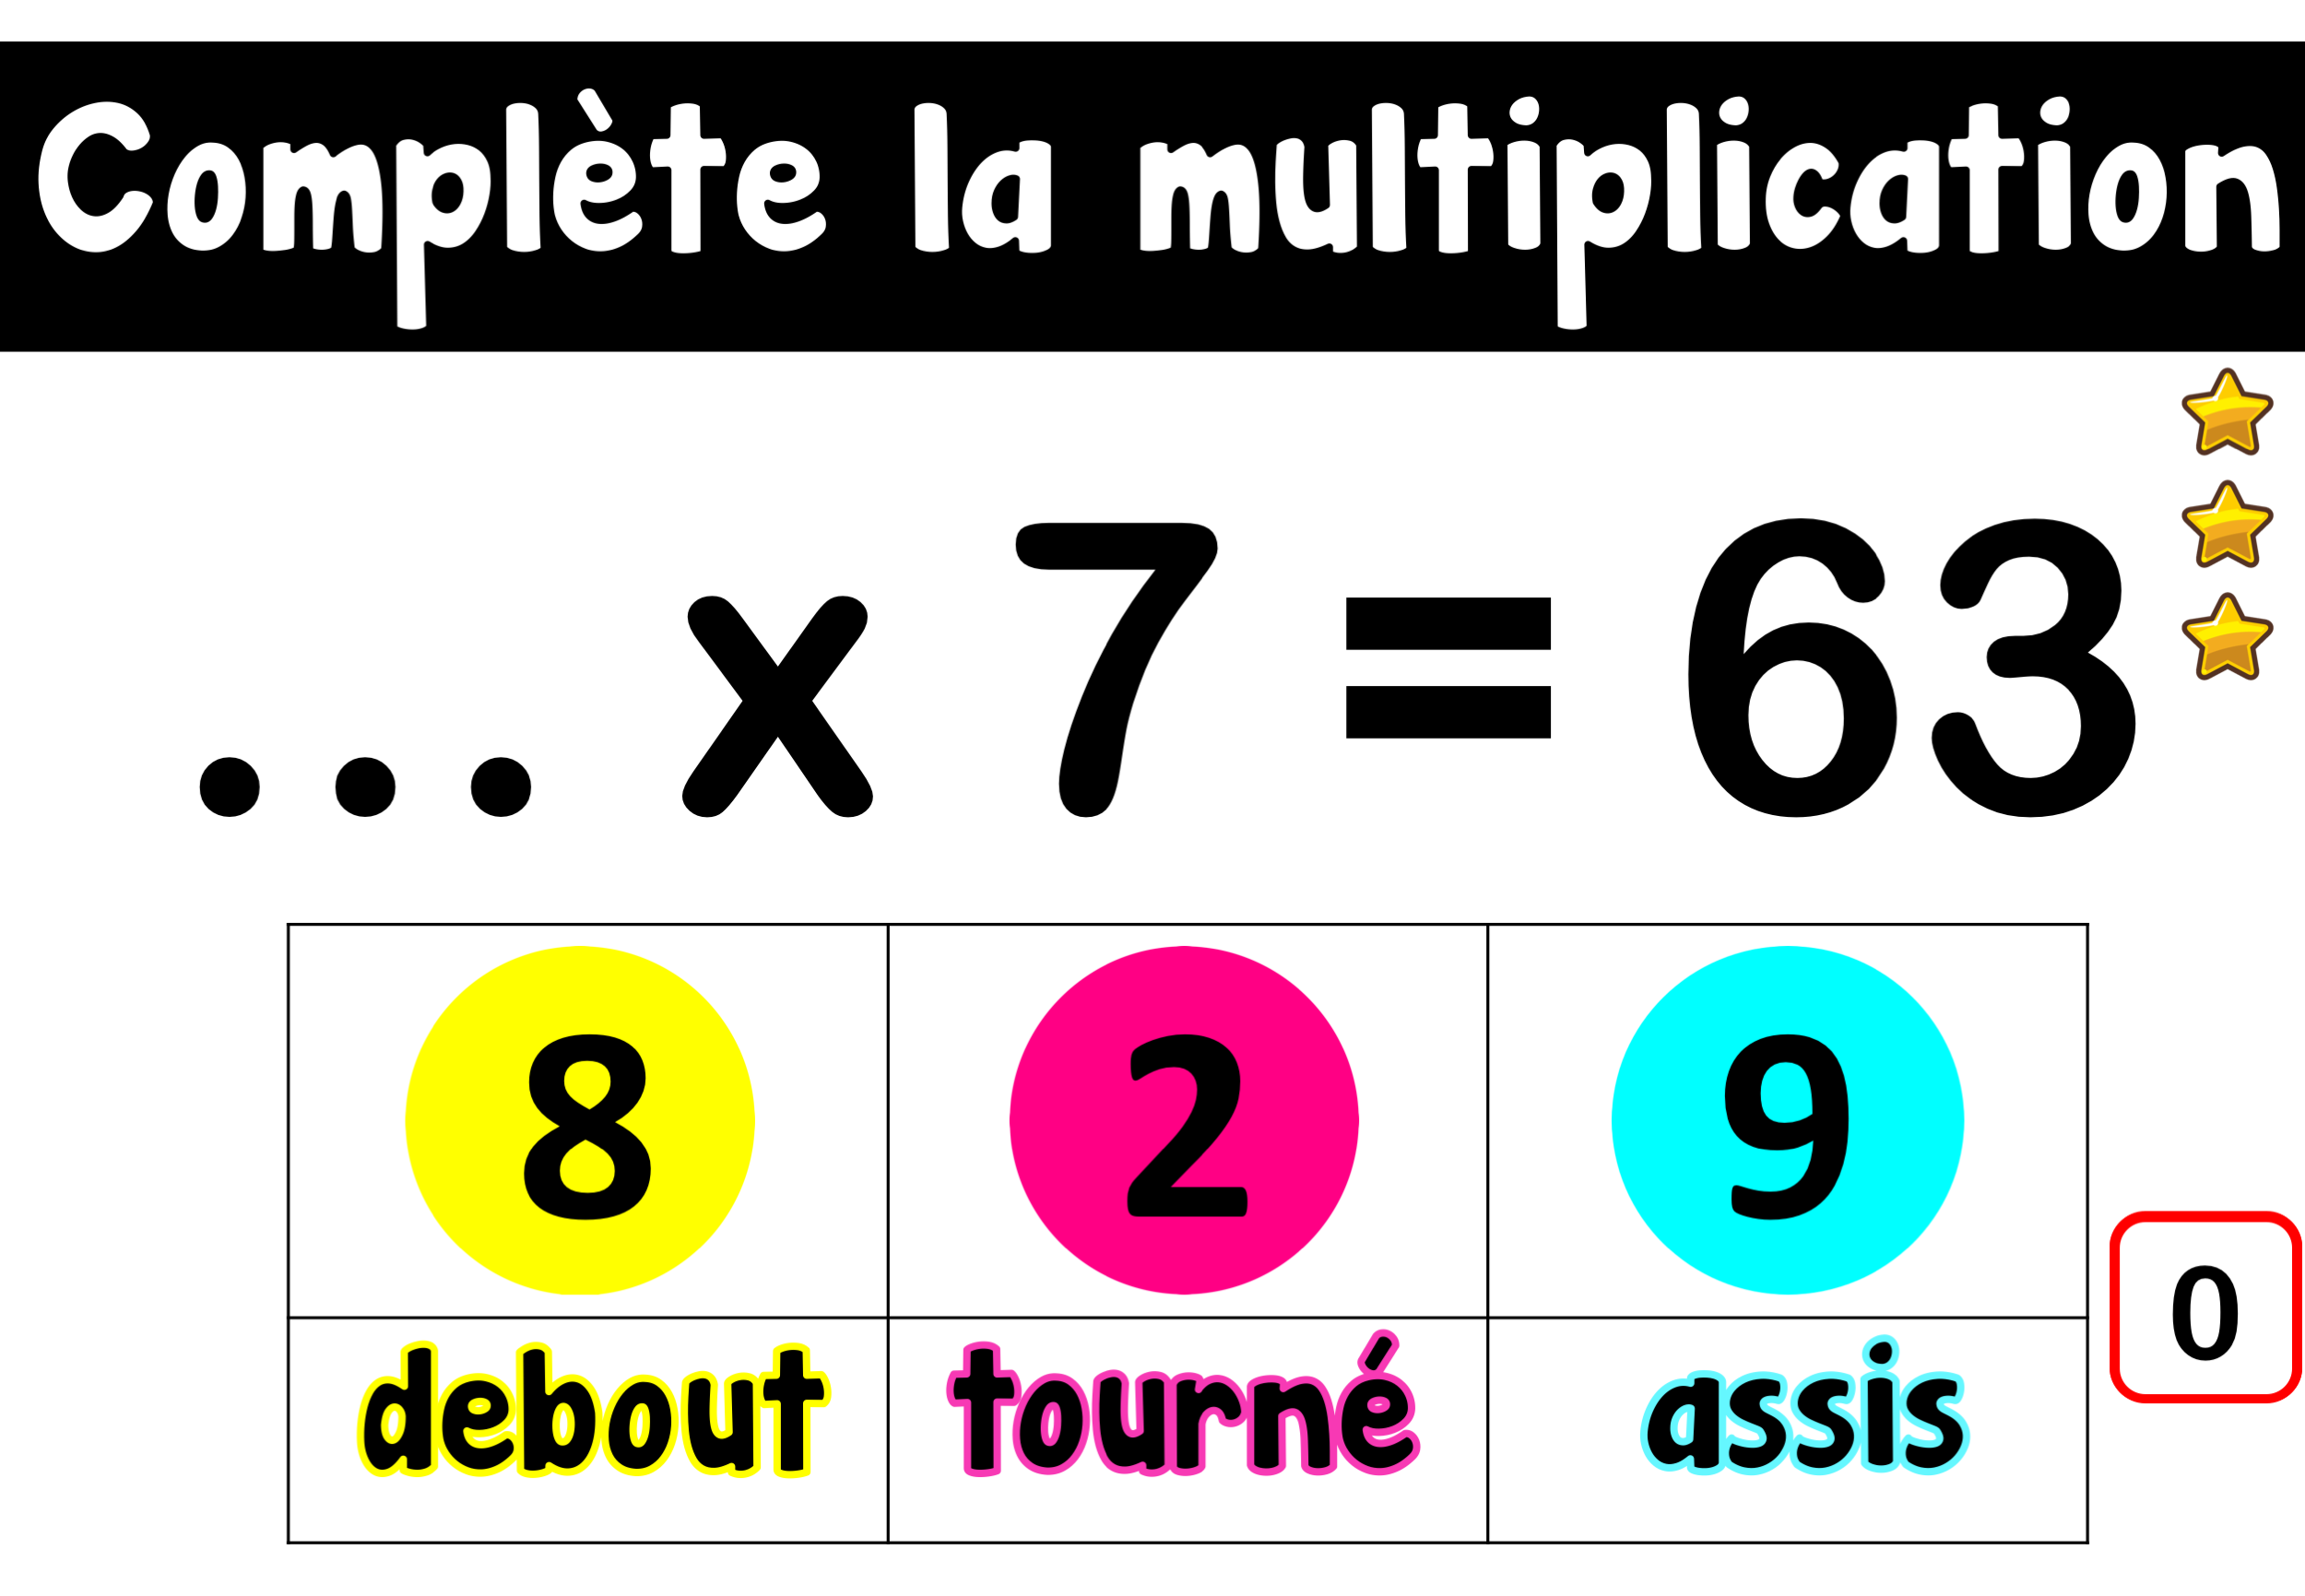 Complète la multiplication
... x 7 = 63
8 2 9
0
debout tourné assis